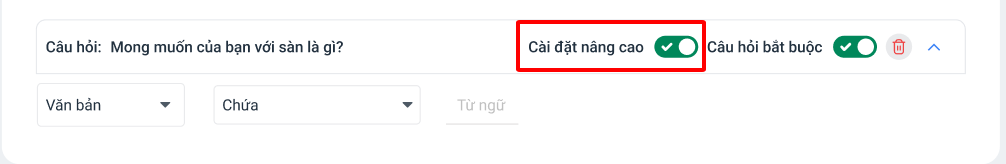 Câu hỏi: Mong muốn của bạn với sàn là gì? Cài đặt nâng cao Câu hỏi bắt buộc
Văn bản Chứa Từ ngữ